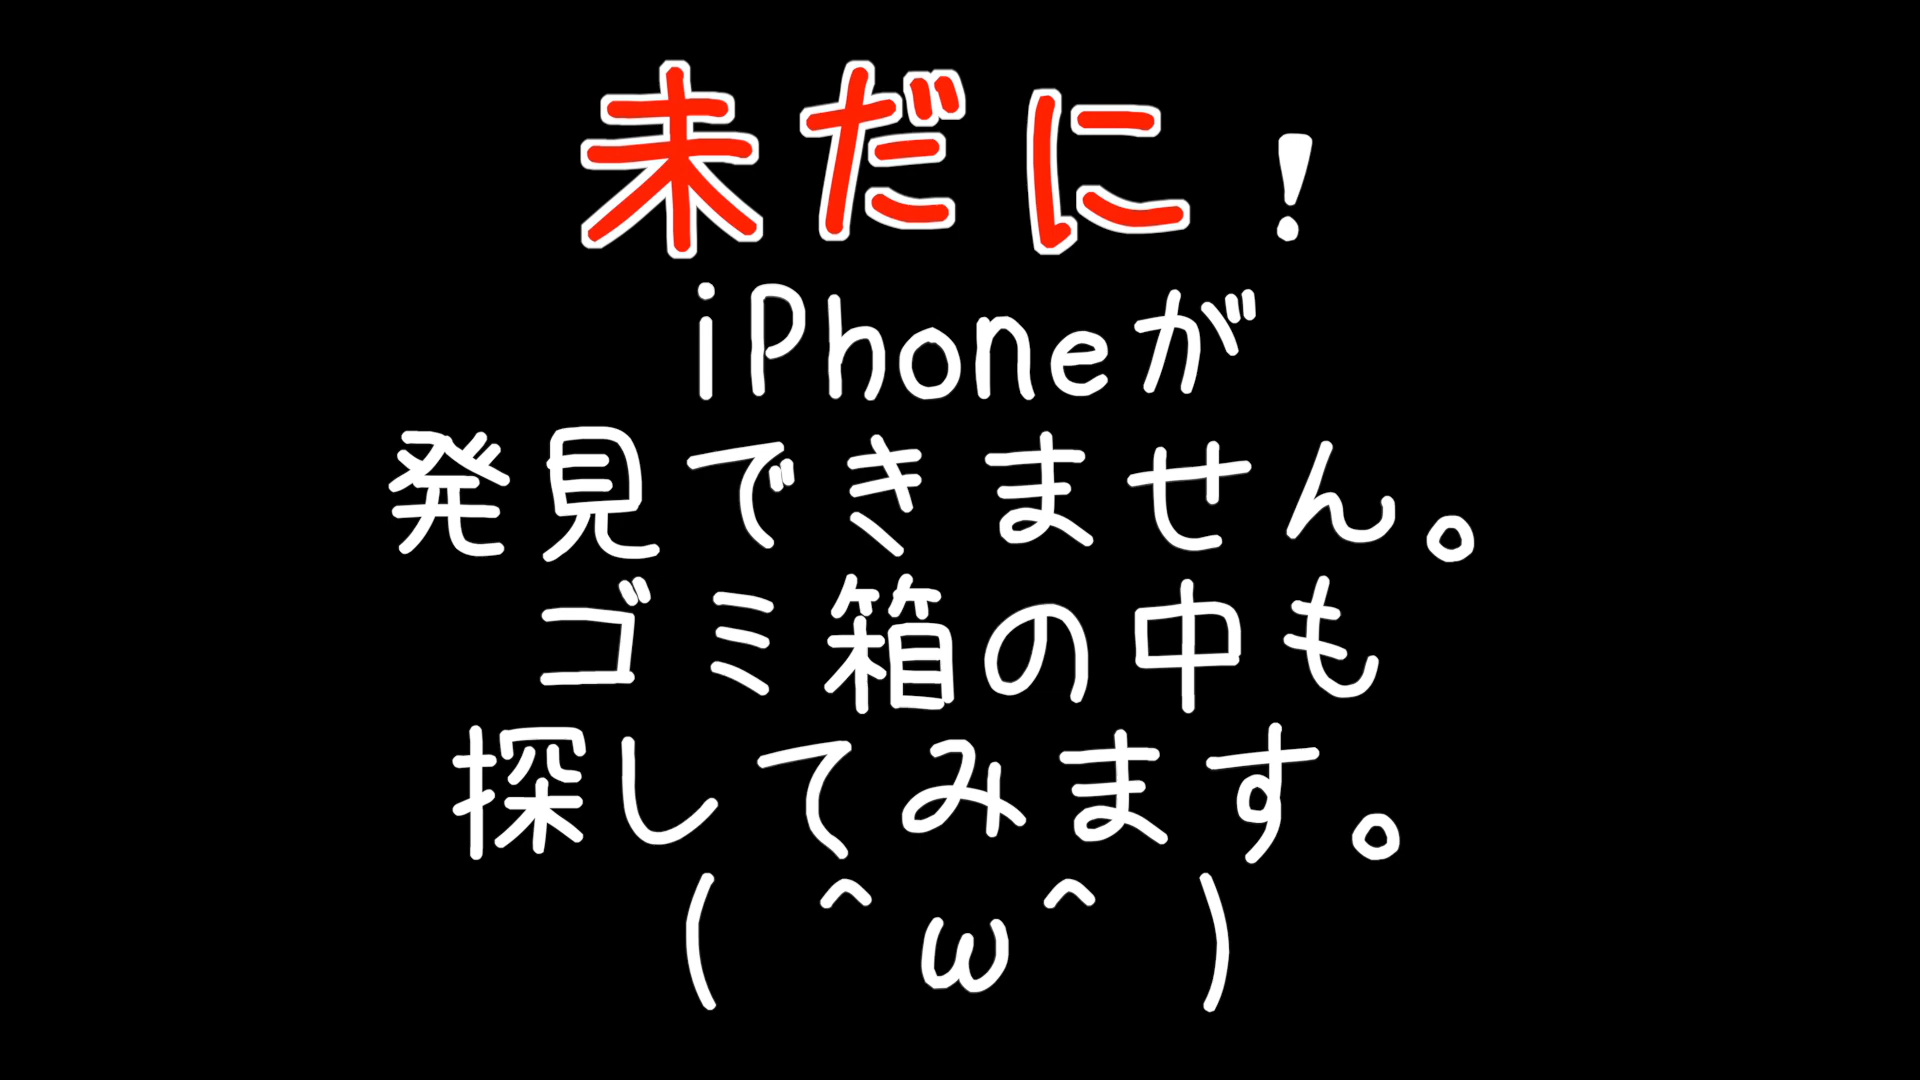 未だに！
iPhoneが
発見できません。
ゴミ箱の中も
探してみます。
(＾ω＾)